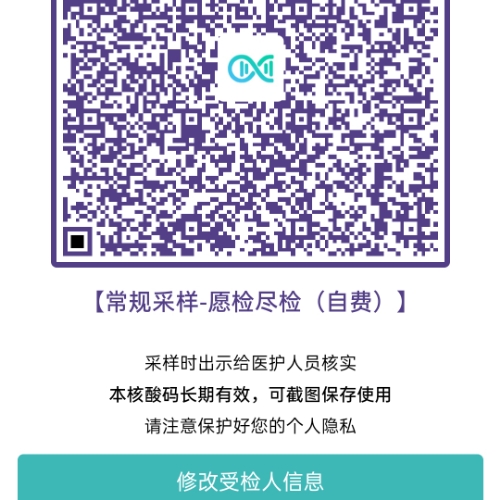 【常规采样-愿检尽检（自费）】
采样时出示给医护人员核实
本核酸码长期有效，可截图保存使用
请注意保护好您的个人隐私
修改受检人信息